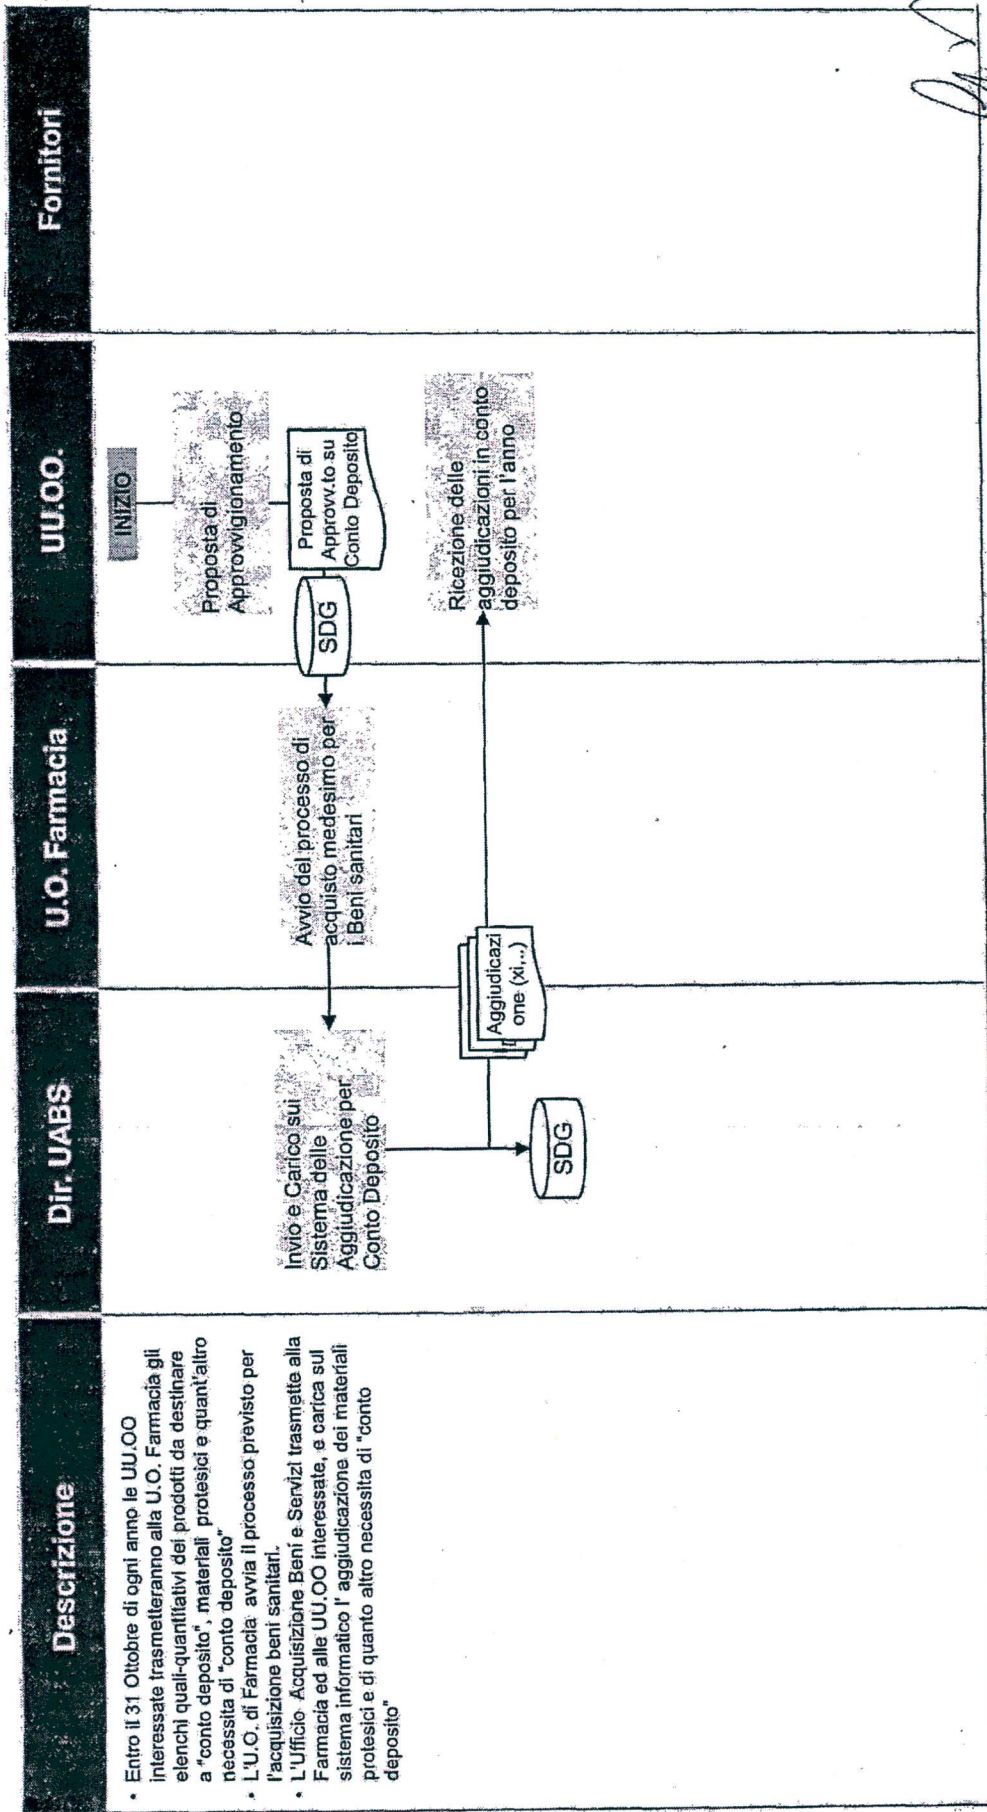 Descrizione
Dir. UABS
U.O. Farmacia
UU.OO.
Fornitori
• Entro il 31 Ottobre di ogni anno le UU.OO
interessate trasmetteranno alla U.O. Farmacia gli
elenchi quali-quantitativi dei prodotti da destinare
a "conto deposito", materiali protesici e quant'altro
necessita di "conto deposito"
• L'U.O. di Farmacia avvia il processo previsto per
l'acquisizione beni sanitari.
• L'Ufficio Acquisizione Beni e Servizi trasmette alla
Farmacia ed alle UU.OO interessate, e carica sul
sistema informatico l' aggiudicazione dei materiali
protesici e di quanto altro necessita di "conto
deposito"
INIZIO
Proposta di
Approvvigionamento
Proposta di
Approvv.to su
Conto Deposito
SDG
Avvio del processo di
acquisto medesimo per
i Beni sanitari
Invio e Carico sul
Sistema delle
Aggiudicazione per
Conto Deposito
Aggiudicazi
one (xi,..)
SDG
Ricezione delle
aggiudicazioni in conto
deposito per l'anno